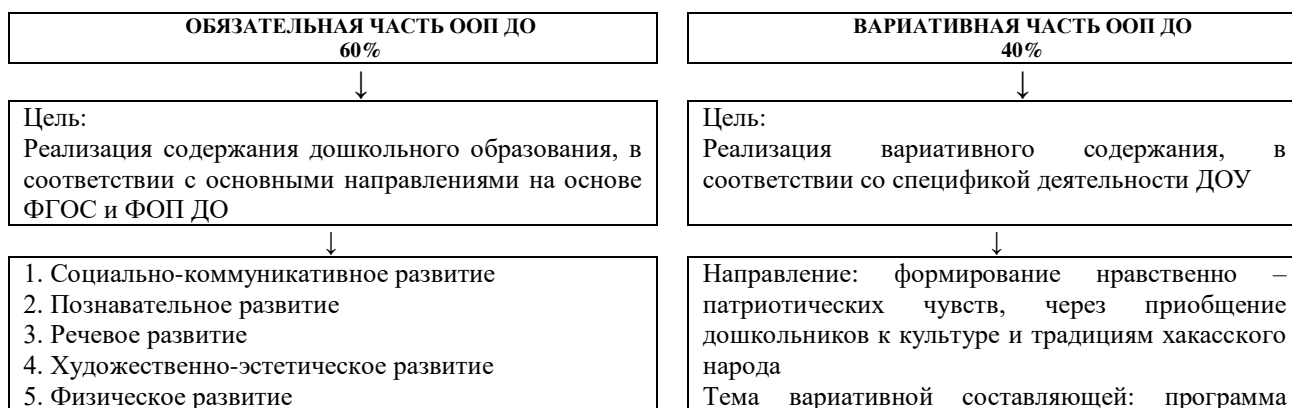 ОБЯЗАТЕЛЬНАЯ ЧАСТЬ ООП ДО
60%
↓
Цель:
Реализация содержания дошкольного образования, в
соответствии с основными направлениями на основе
ФГОС и ФОП ДО
↓
1. Социально-коммуникативное развитие
2. Познавательное развитие
3. Речевое развитие
4. Художественно-эстетическое развитие
5. Физическое развитие
ВАРИАТИВНАЯ ЧАСТЬ ООП ДО
40%
↓
Цель:
Реализация вариативного содержания, в
соответствии со спецификой деятельности ДОУ
↓
Направление: формирование нравственно –
патриотических чувств, через приобщение
дошкольников к культуре и традициям хакасского
народа
Тема вариативной составляющей: программа